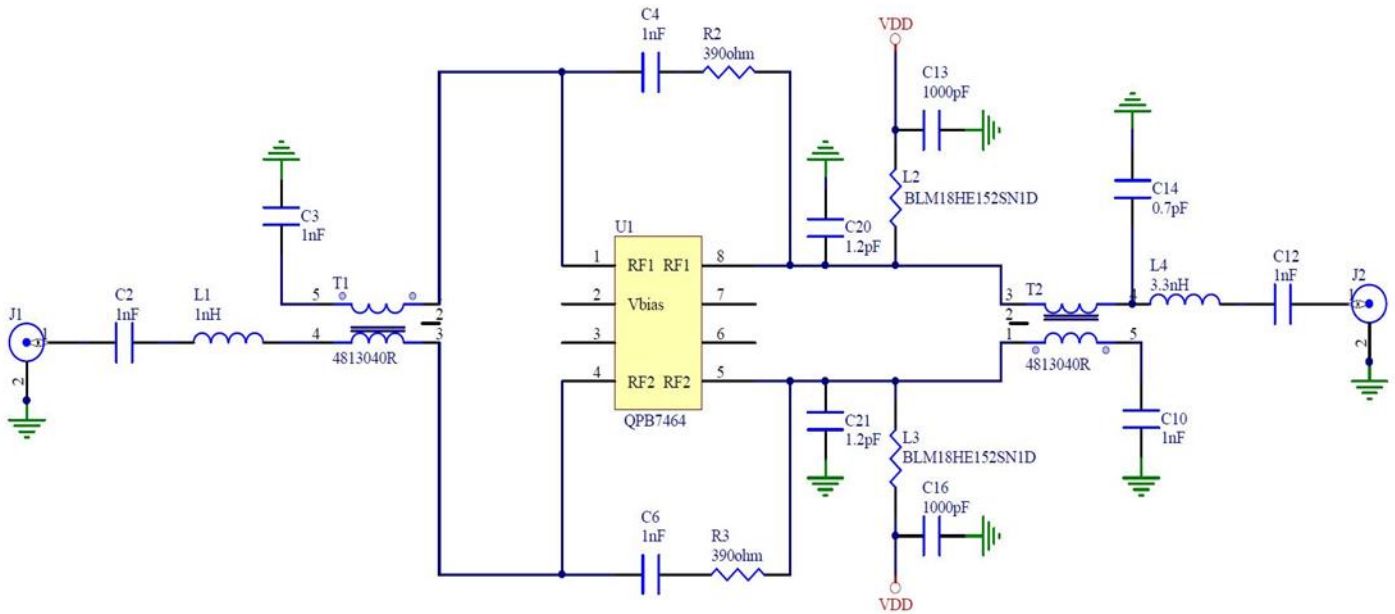 C4
1nF
R2
390ohm
VDD
C13
1000pF
C3
1nF
L2
BLM18HE152SN1D
C14
0.7pF
U1
C20
1.2pF
1
RF1 RF1
8
2
Vbias
7
3
6
4
RF2 RF2
5
QPB7464
J1
1
2
C2
1nF
L1
1nH
5
T1
4
2
3
4813040R
3
T2
2
1
4
5
4813040R
L4
3.3nH
C12
1nF
J2
1
2
C21
1.2pF
L3
BLM18HE152SN1D
C10
1nF
C16
1000pF
C6
1nF
R3
390ohm
VDD